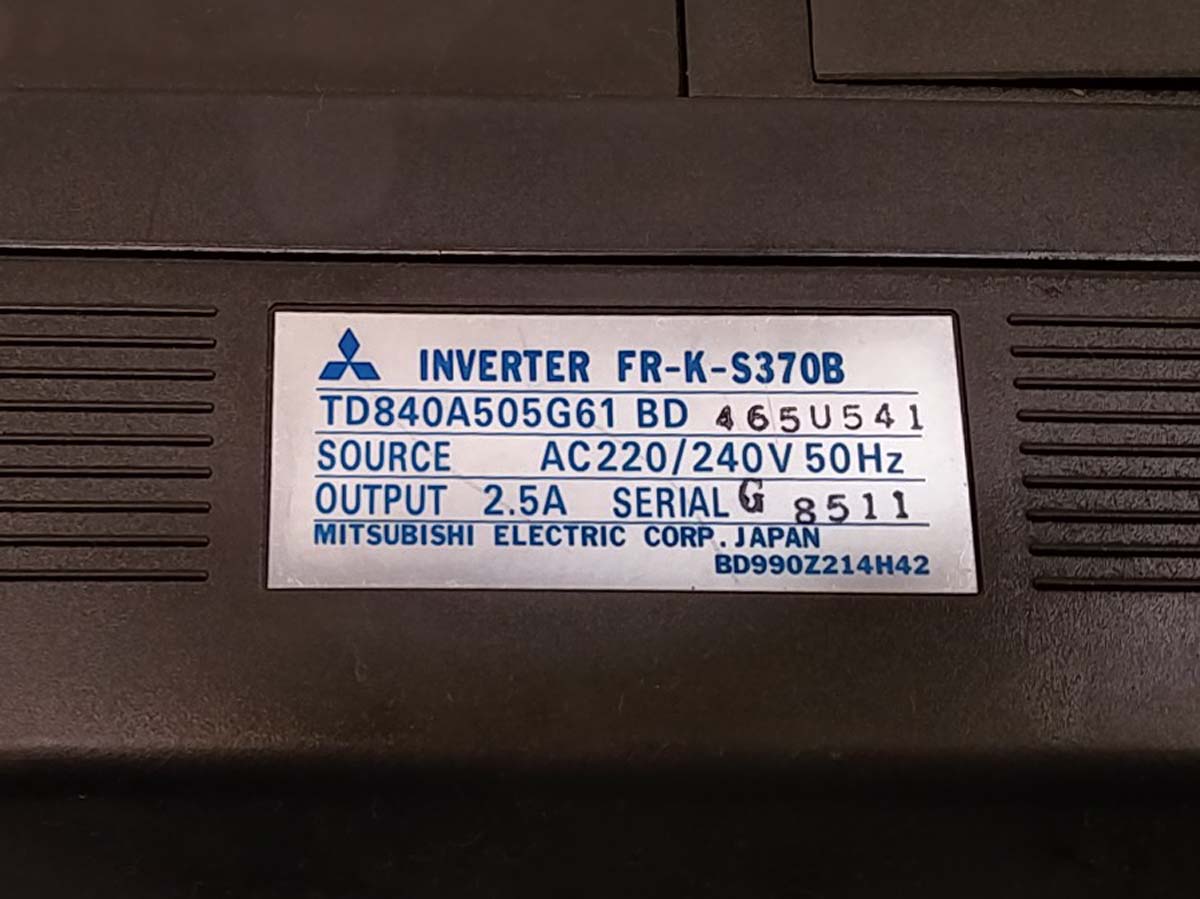 INVERTER FR-K-S370B
TD840A505G61 BD 465U541
SOURCE AC220/240V 50Hz
OUTPUT 2.5A SERIAL G 8511
MITSUBISHI ELECTRIC CORP. JAPAN
BD990Z214H42